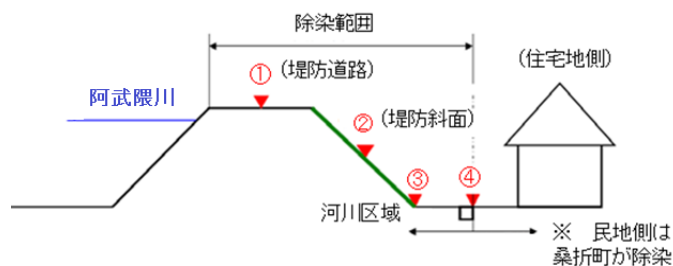 除染範囲
① (堤防道路)
(住宅地側)
阿武隈川
② (堤防斜面)
③
④
河川区域
※ 民地側は
桑折町が除染